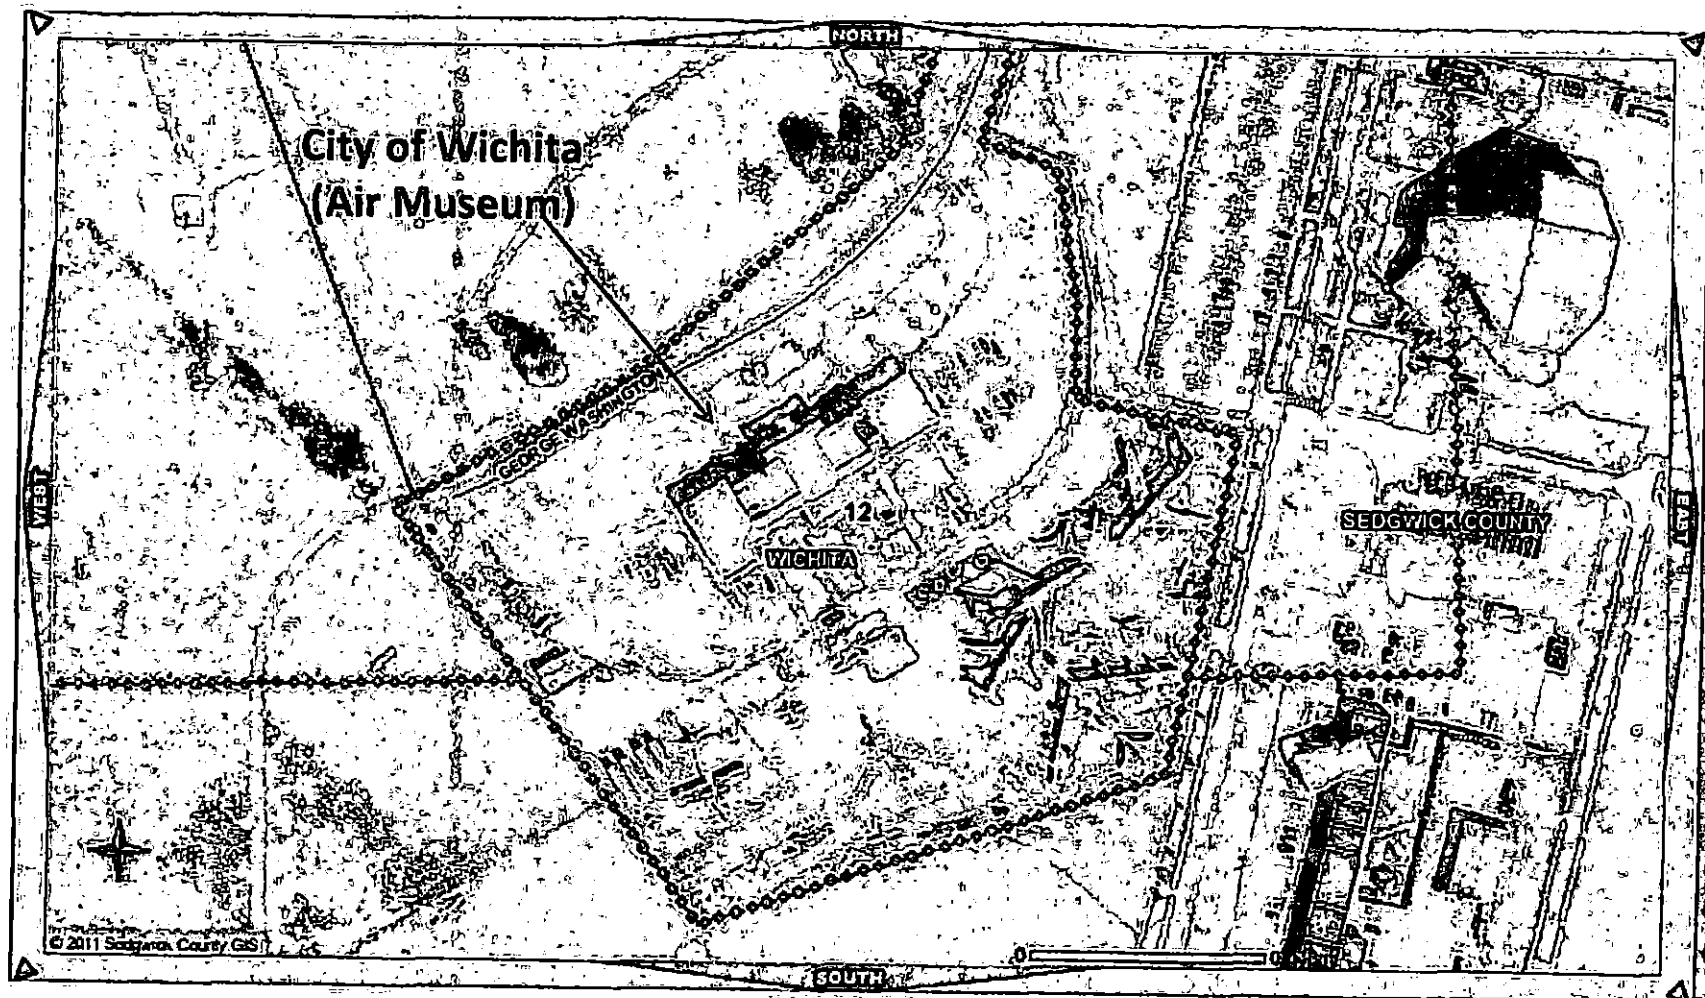 NORTH
City of Wichita
(Air Museum)
GEORGE WASHINGTON
WEST
EAST
12
SEDGWICK COUNTY
WICHITA
© 2011 Sedgwick County GIS
0
SOUTH